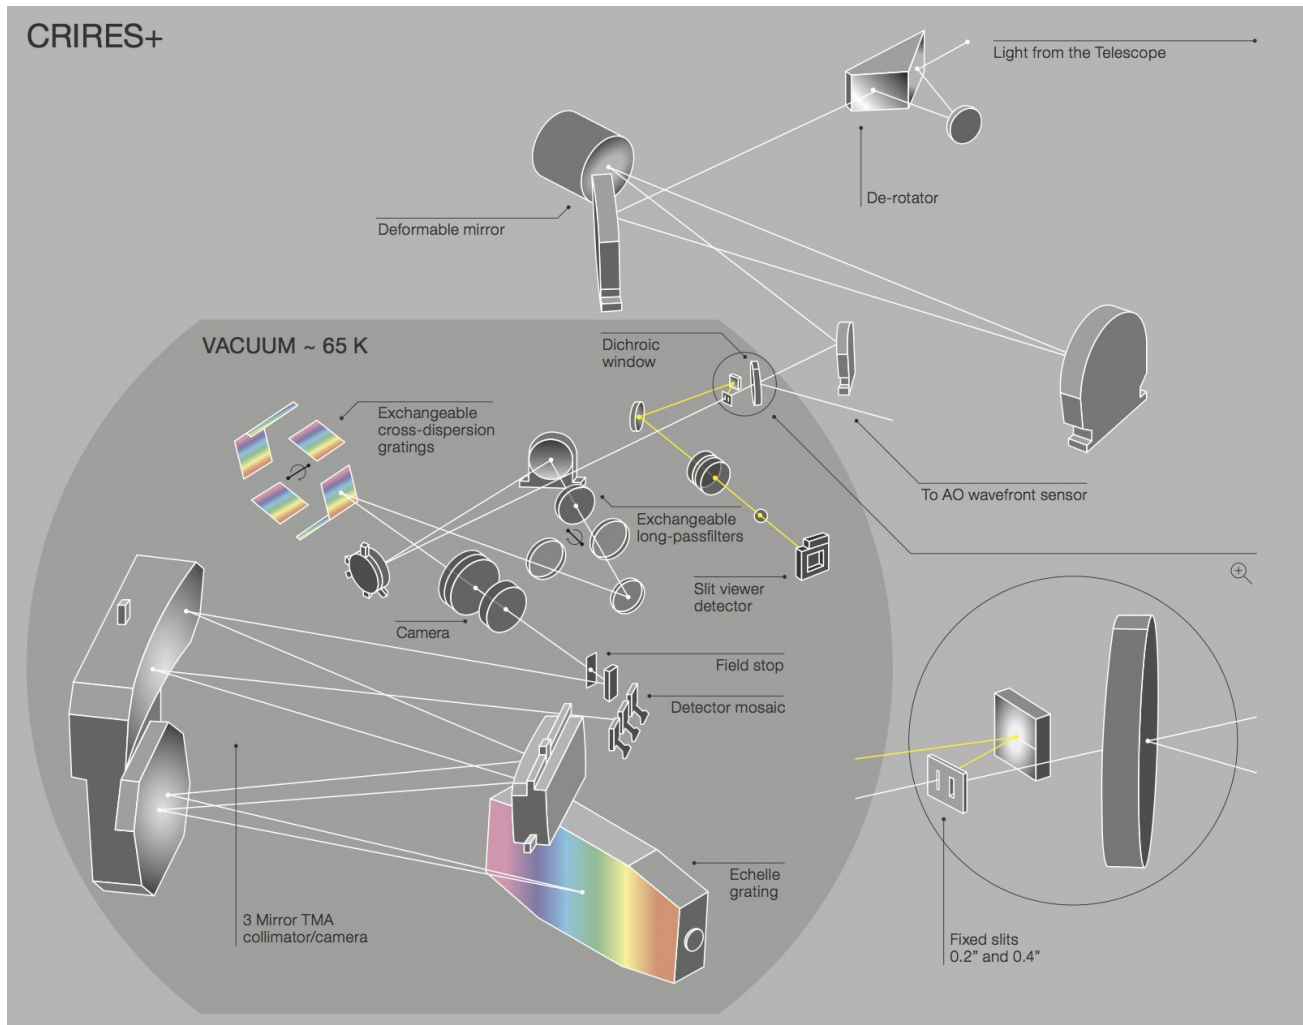 CRIRES+
Light from the Telescope
De-rotator
Deformable mirror
VACUUM ~ 65 K
Dichroic
window
Exchangeable
cross-dispersion
gratings
To AO wavefront sensor
Exchangeable
long-passfilters
Slit viewer
detector
Camera
Field stop
Detector mosaic
Echelle
grating
3 Mirror TMA
collimator/camera
Fixed slits
0.2” and 0.4”